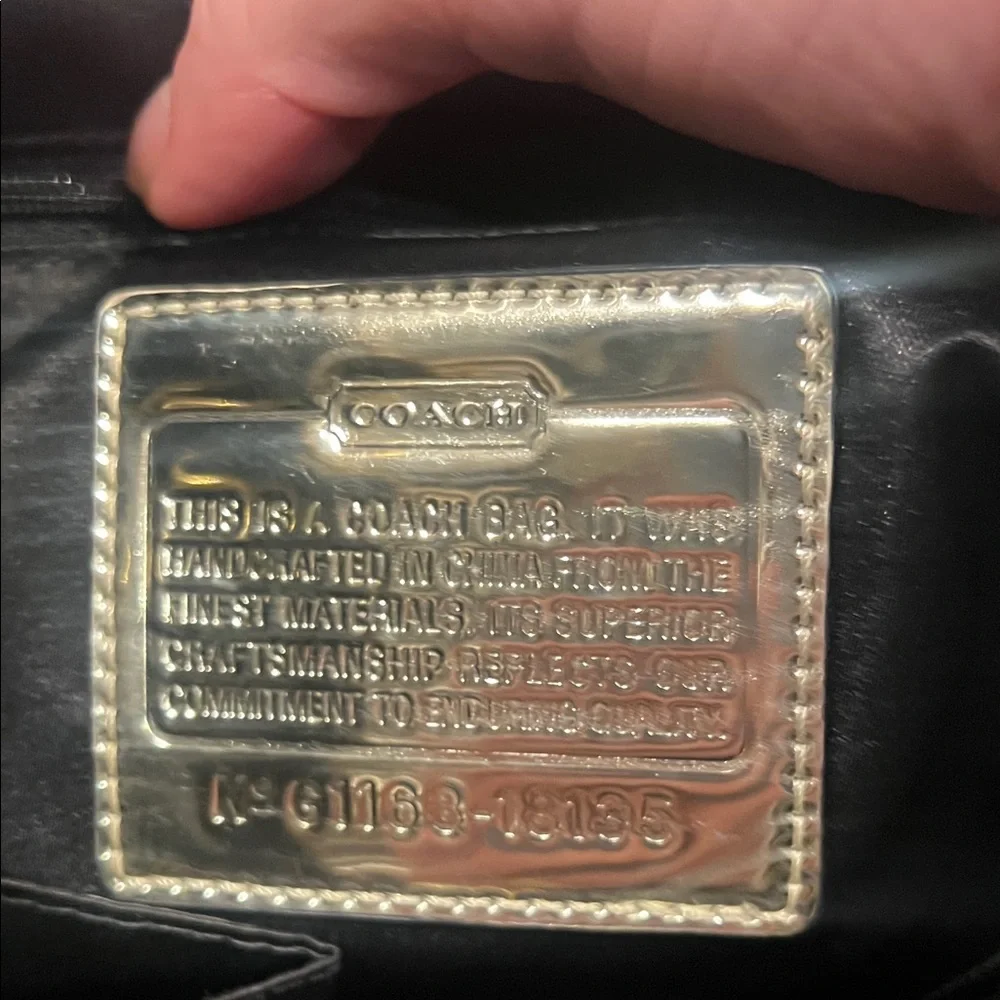 COACH
THIS IS A COACH BAG. IT WAS
HANDCRAFTED IN CHINA FROM THE
FINEST MATERIALS. ITS SUPERIOR
CRAFTSMANSHIP REFLECTS OUR
COMMITMENT TO ENDURING QUALITY.
Nº G1163-18135